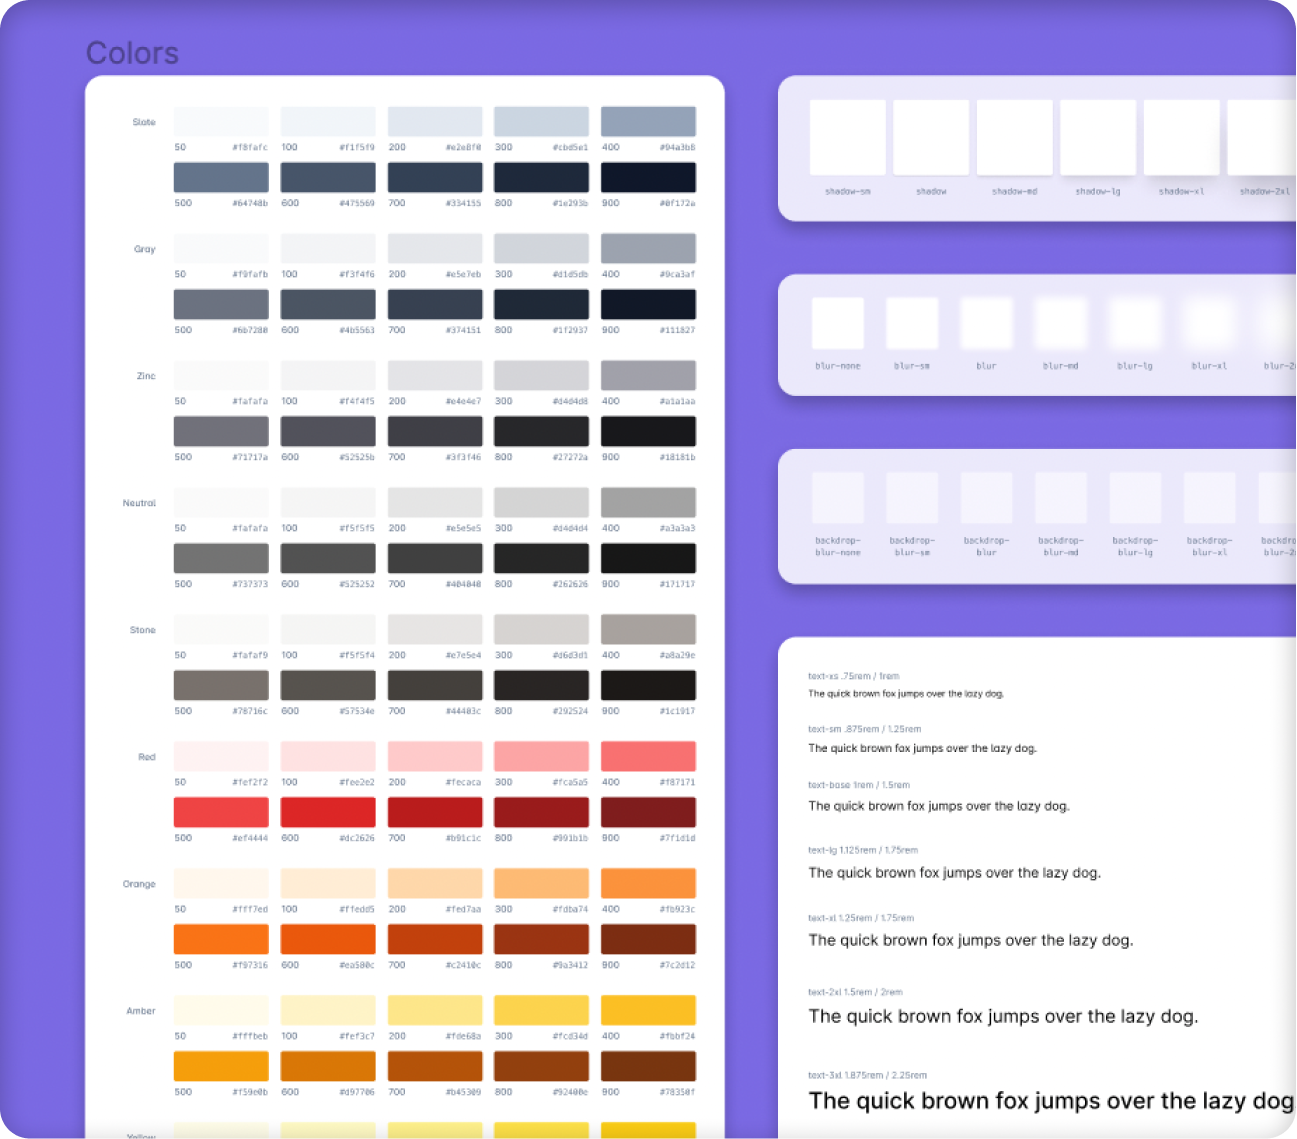 Colors
Slate
50 #f8fafc 100 #f1f5f9 200 #e2e8f0 300 #cbd5e1 400 #94a3b8
500 #64748b 600 #475569 700 #334155 800 #1e293b 900 #0f172a
Gray
50 #f9fafb 100 #f3f4f6 200 #e5e7eb 300 #d1d5db 400 #9ca3af
500 #6b7280 600 #4b5563 700 #374151 800 #1f2937 900 #111827
Zinc
50 #fafafa 100 #f4f4f5 200 #e4e4e7 300 #d4d4d8 400 #a1a1aa
500 #71717a 600 #52525b 700 #3f3f46 800 #27272a 900 #18181b
Neutral
50 #fafafa 100 #f5f5f5 200 #e5e5e5 300 #d4d4d4 400 #a3a3a3
500 #737373 600 #525252 700 #404040 800 #262626 900 #171717
Stone
50 #fafaf9 100 #f5f5f4 200 #e7e5e4 300 #d6d3d1 400 #a8a29e
500 #78716c 600 #57534e 700 #44403c 800 #292524 900 #1c1917
Red
50 #fef2f2 100 #fee2e2 200 #fecaca 300 #fca5a5 400 #f87171
500 #ef4444 600 #dc2626 700 #b91c1c 800 #991b1b 900 #7f1d1d
Orange
50 #fff7ed 100 #ffedd5 200 #fed7aa 300 #fdba74 400 #fb923c
500 #f97316 600 #ea580c 700 #c2410c 800 #9a3412 900 #7c2d12
Amber
50 #fffbeb 100 #fef3c7 200 #fde68a 300 #fcd34d 400 #fbbf24
500 #f59e0b 600 #d97706 700 #b45309 800 #92400e 900 #78350f
Yellow
shadow-sm shadow shadow-md shadow-lg shadow-xl shadow-2xl
blur-none blur-sm blur blur-md blur-lg blur-xl
backdrop- backdrop- backdrop- backdrop- backdrop- backdrop-
blur-none blur-sm blur blur-md blur-lg blur-xl
text-xs .75rem / 1rem
The quick brown fox jumps over the lazy dog.
text-sm .875rem / 1.25rem
The quick brown fox jumps over the lazy dog.
text-base 1rem / 1.5rem
The quick brown fox jumps over the lazy dog.
text-lg 1.125rem / 1.75rem
The quick brown fox jumps over the lazy dog.
text-xl 1.25rem / 1.75rem
The quick brown fox jumps over the lazy dog.
text-2xl 1.5rem / 2rem
The quick brown fox jumps over the lazy dog.
text-3xl 1.875rem / 2.25rem
The quick brown fox jumps over the lazy dog